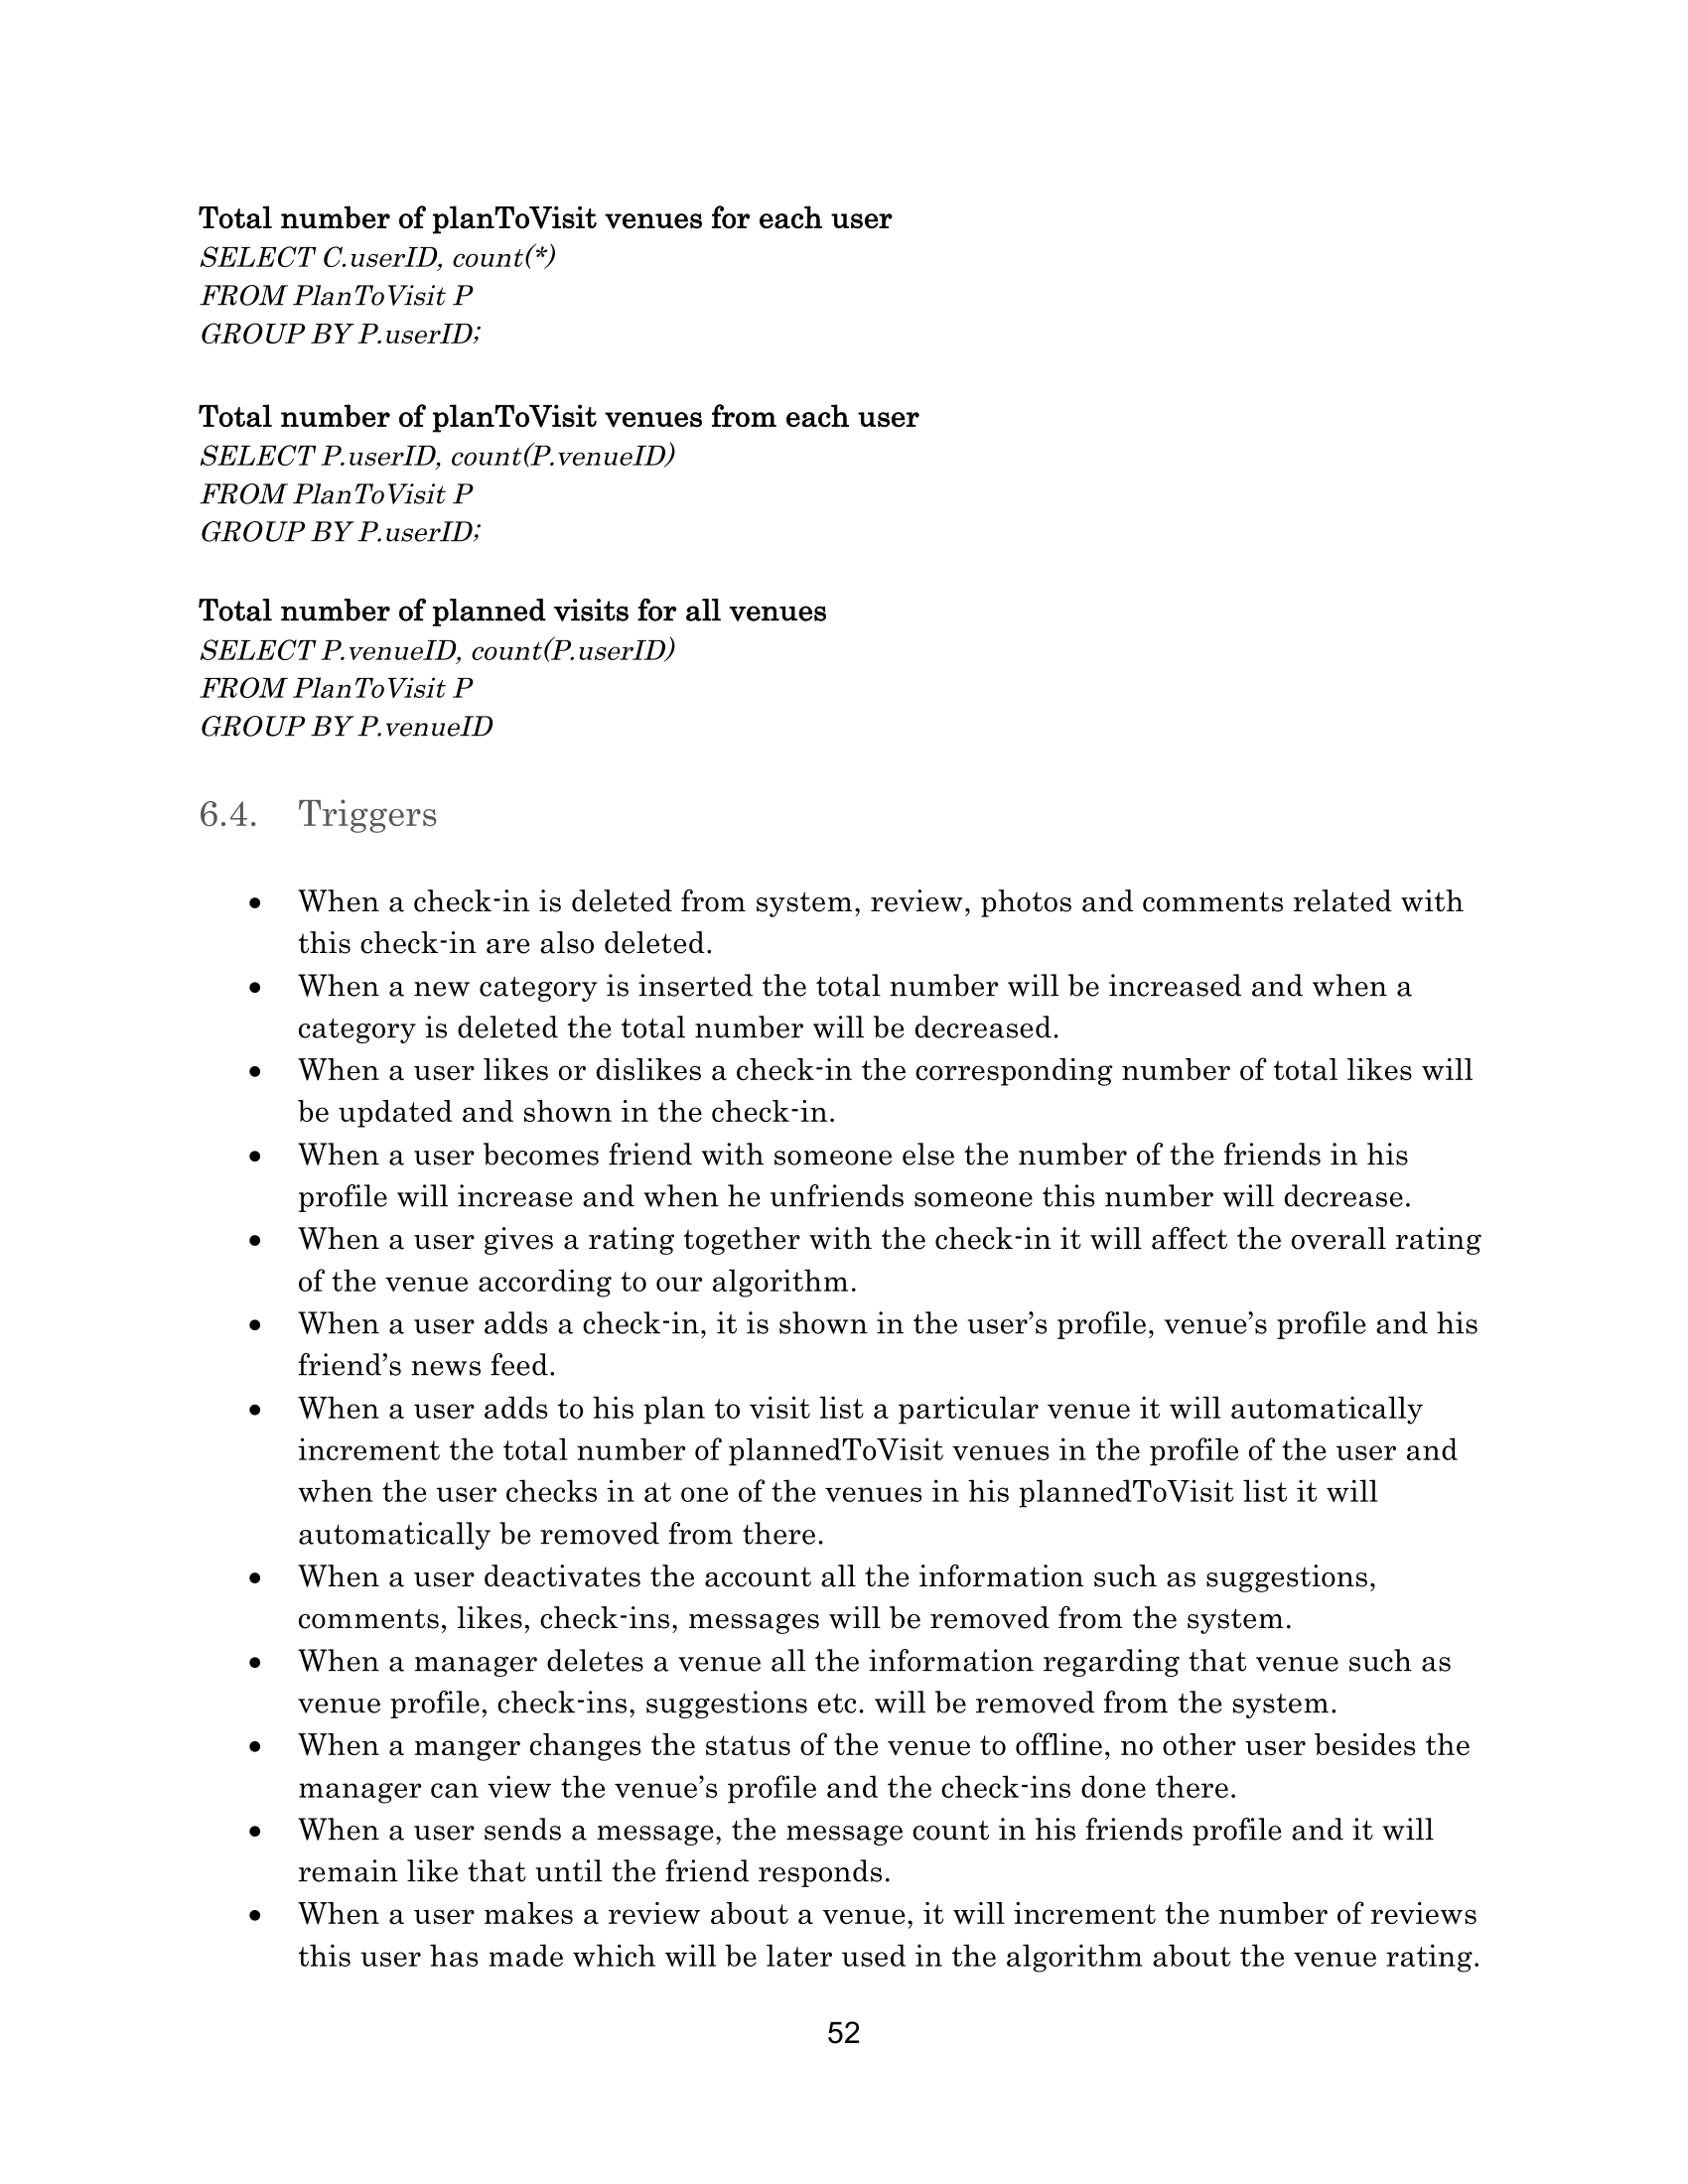 Total number of planToVisit venues for each user
SELECT C.userID, count(*)
FROM PlanToVisit P
GROUP BY P.userID;
Total number of planToVisit venues from each user
SELECT P.userID, count(P.venueID)
FROM PlanToVisit P
GROUP BY P.userID;
Total number of planned visits for all venues
SELECT P.venueID, count(P.userID)
FROM PlanToVisit P
GROUP BY P.venueID
6.4. Triggers
• When a check-in is deleted from system, review, photos and comments related with
this check-in are also deleted.
• When a new category is inserted the total number will be increased and when a
category is deleted the total number will be decreased.
• When a user likes or dislikes a check-in the corresponding number of total likes will
be updated and shown in the check-in.
• When a user becomes friend with someone else the number of the friends in his
profile will increase and when he unfriends someone this number will decrease.
• When a user gives a rating together with the check-in it will affect the overall rating
of the venue according to our algorithm.
• When a user adds a check-in, it is shown in the user’s profile, venue’s profile and his
friend’s news feed.
• When a user adds to his plan to visit list a particular venue it will automatically
increment the total number of plannedToVisit venues in the profile of the user and
when the user checks in at one of the venues in his plannedToVisit list it will
automatically be removed from there.
• When a user deactivates the account all the information such as suggestions,
comments, likes, check-ins, messages will be removed from the system.
• When a manager deletes a venue all the information regarding that venue such as
venue profile, check-ins, suggestions etc. will be removed from the system.
• When a manger changes the status of the venue to offline, no other user besides the
manager can view the venue’s profile and the check-ins done there.
• When a user sends a message, the message count in his friends profile and it will
remain like that until the friend responds.
• When a user makes a review about a venue, it will increment the number of reviews
this user has made which will be later used in the algorithm about the venue rating.
52